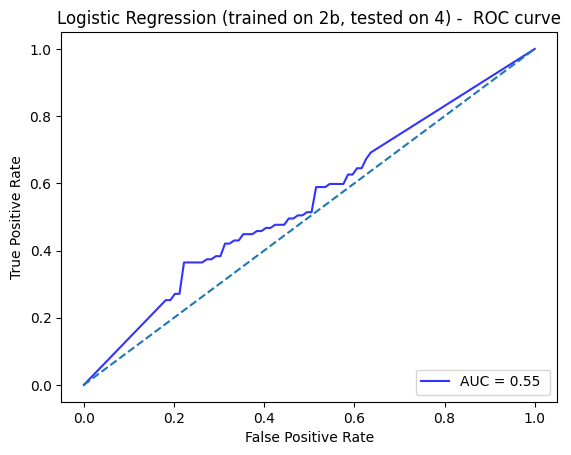 Logistic Regression (trained on 2b, tested on 4) -  ROC curve
1.0
0.8
0.6
0.4
0.2
0.0
True Positive Rate
AUC = 0.55
0.0 0.2 0.4 0.6 0.8 1.0
False Positive Rate